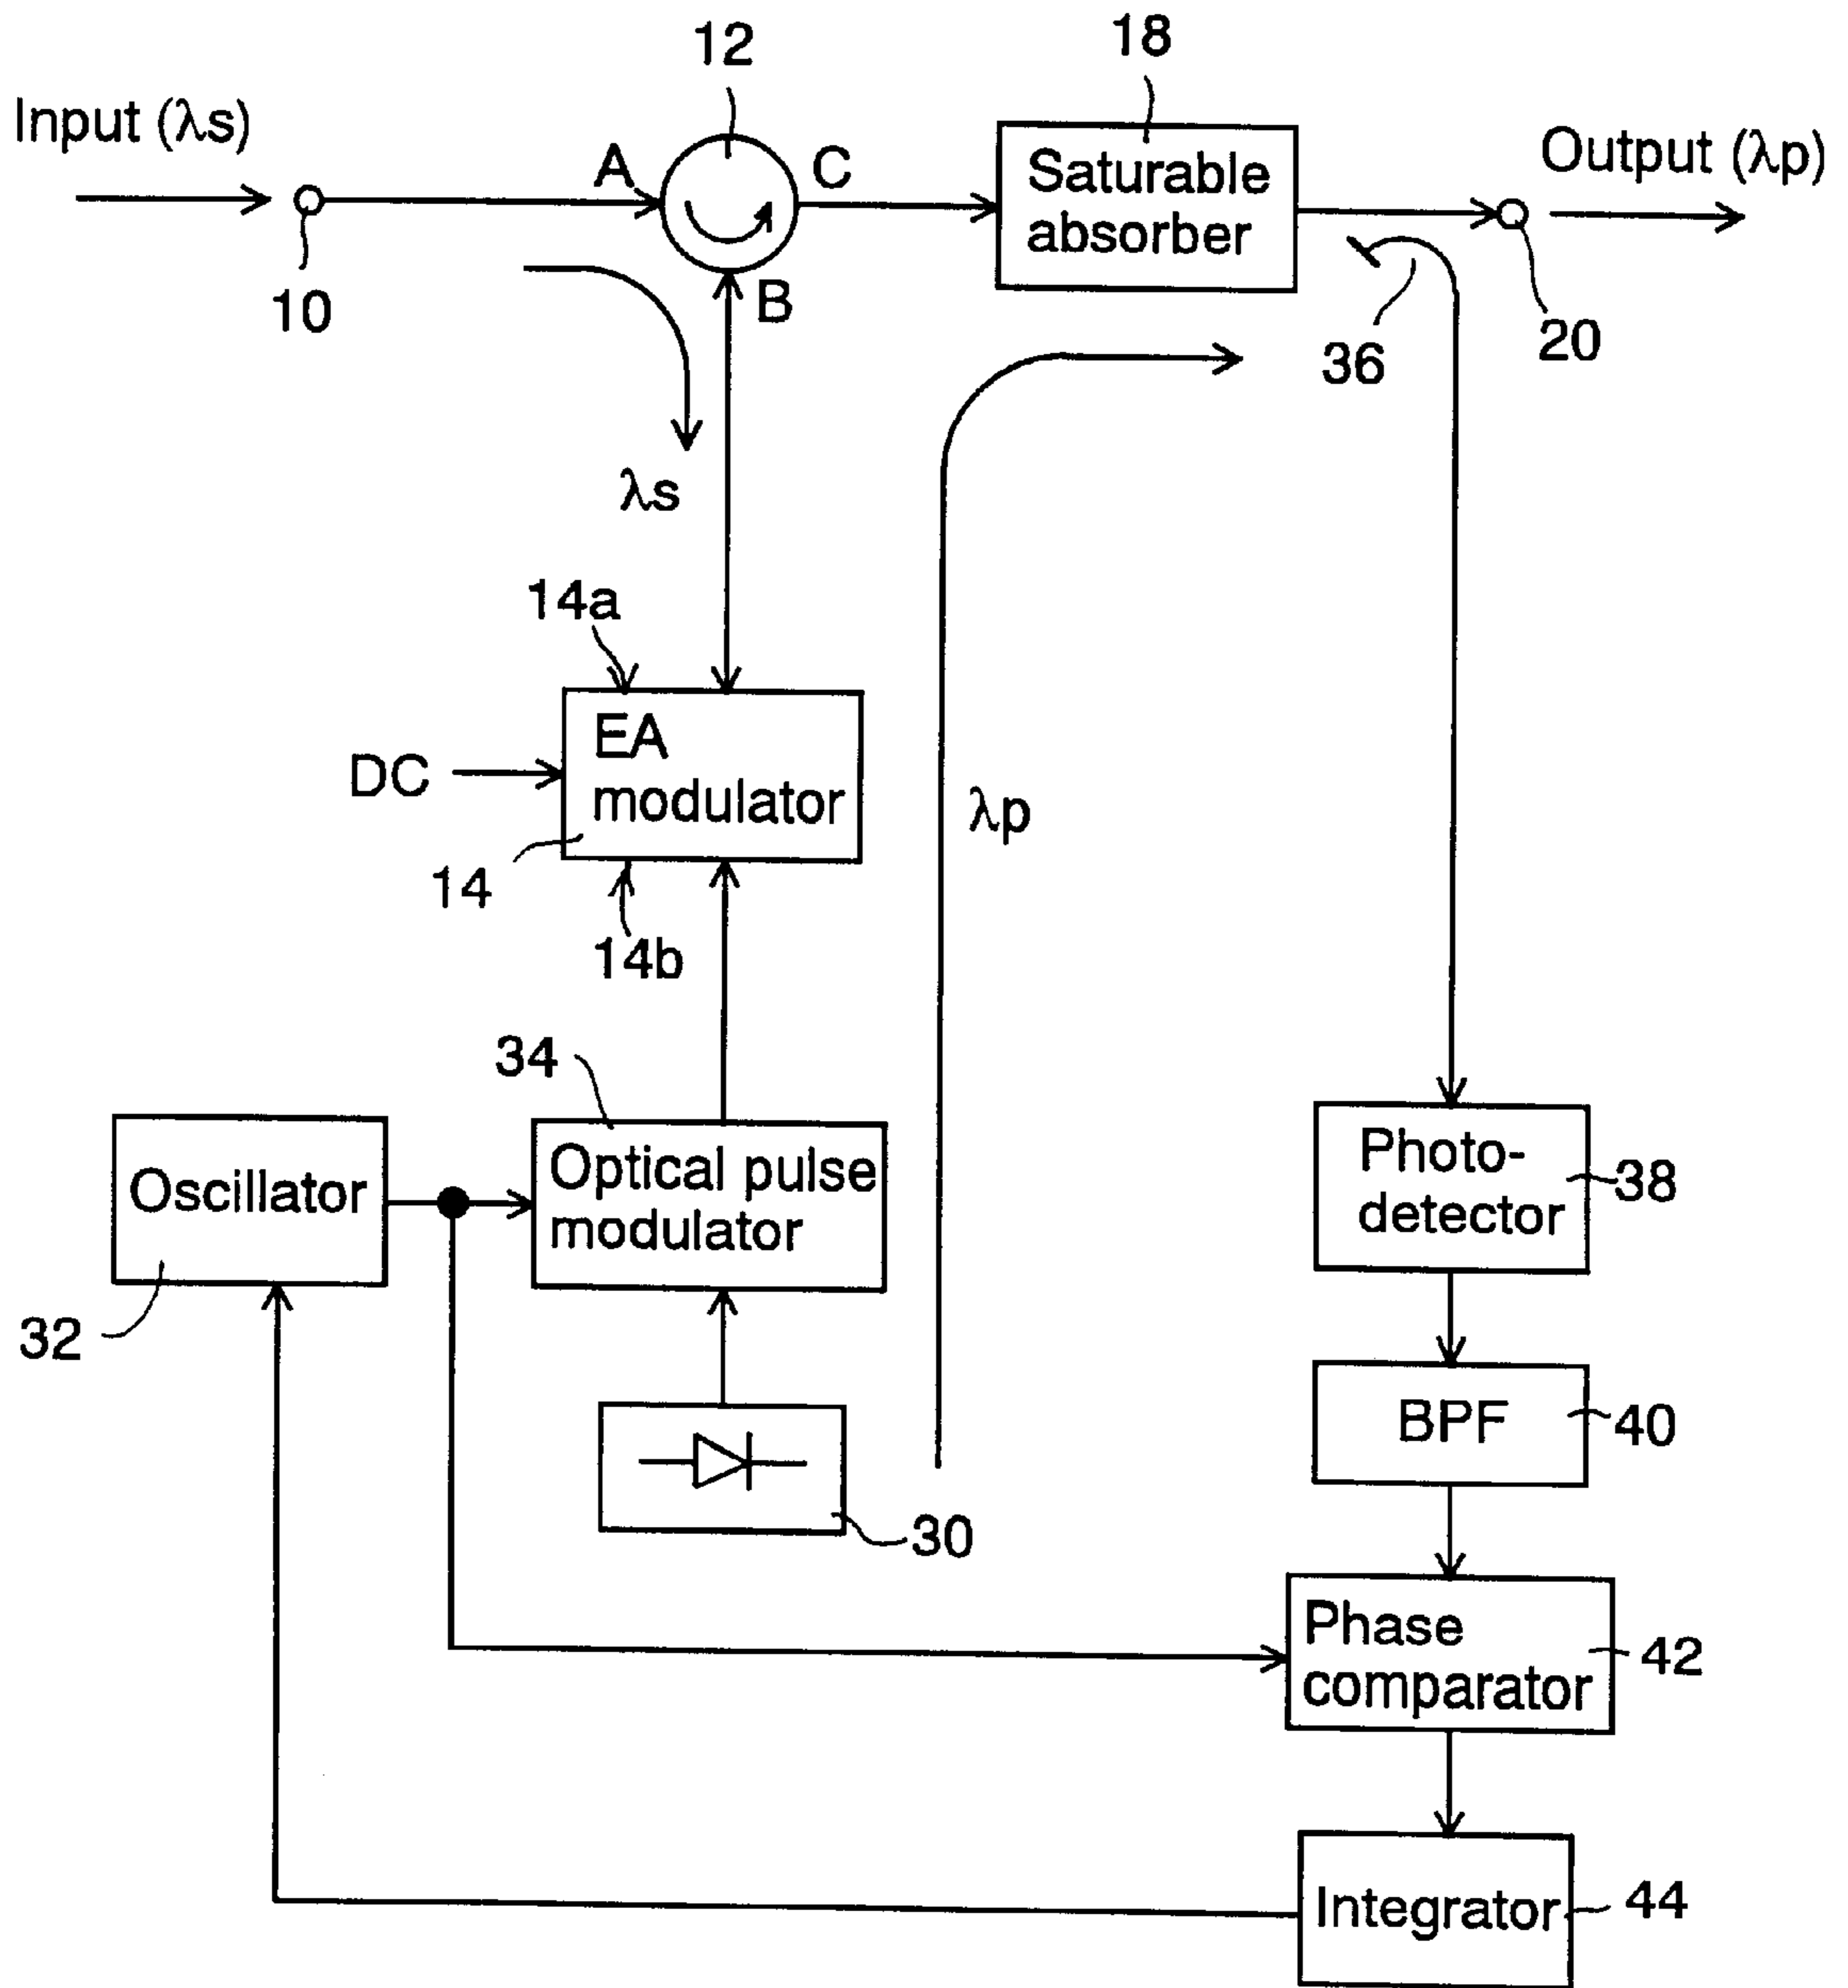 12
18
Input (λs)
Output (λp)
A
C
Saturable
absorber
10
B
36
20
λs
14a
EA
modulator
DC
λp
14
14b
34
Oscillator
Optical pulse
modulator
Photo-
detector
38
32
BPF
40
30
Phase
comparator
42
Integrator
44